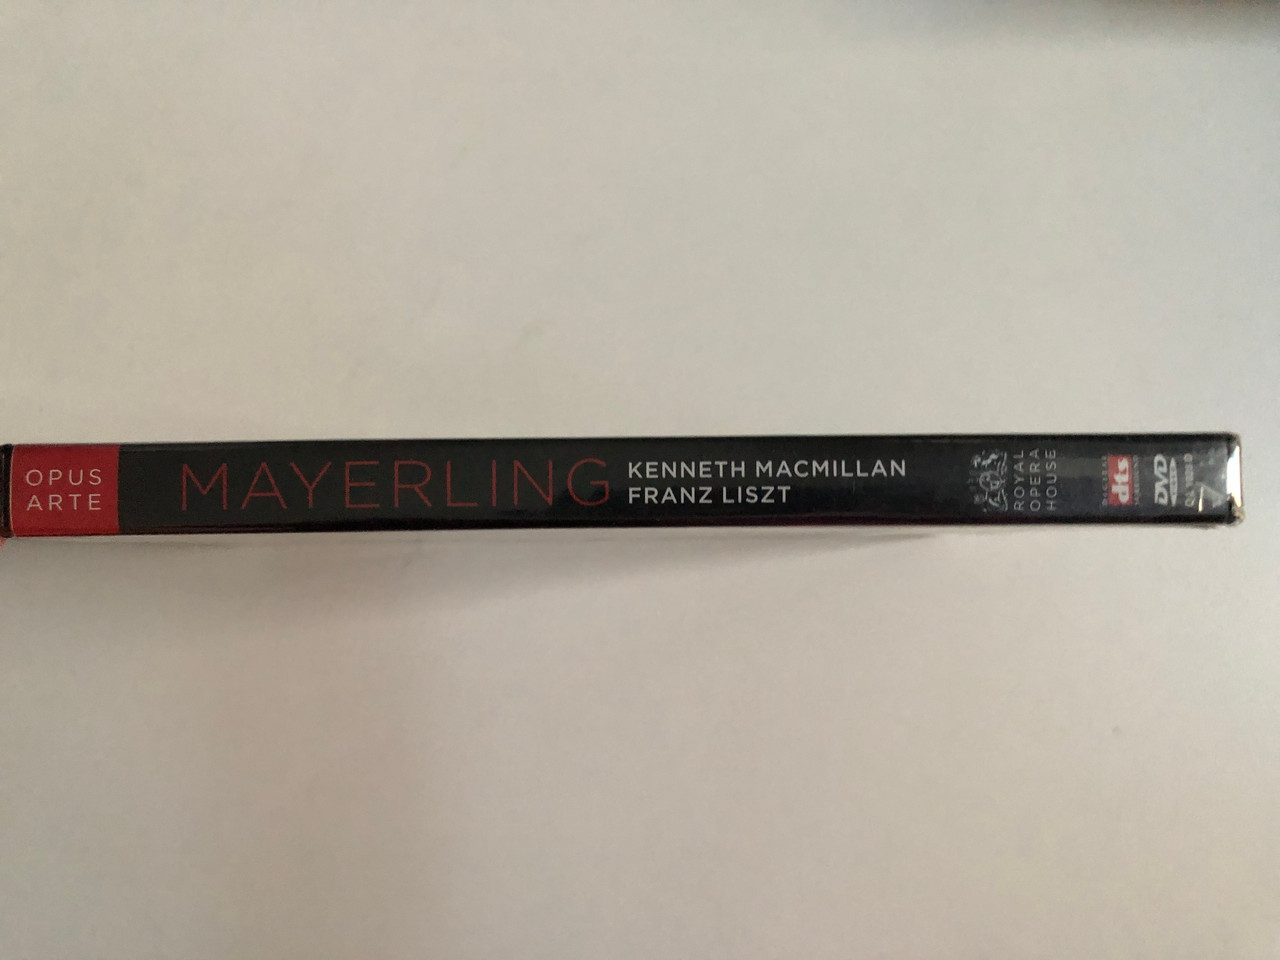 OPUS
ARTE
MAYERLING
KENNETH MACMILLAN
FRANZ LISZT
ROYAL
OPERA
HOUSE
dts
DVD